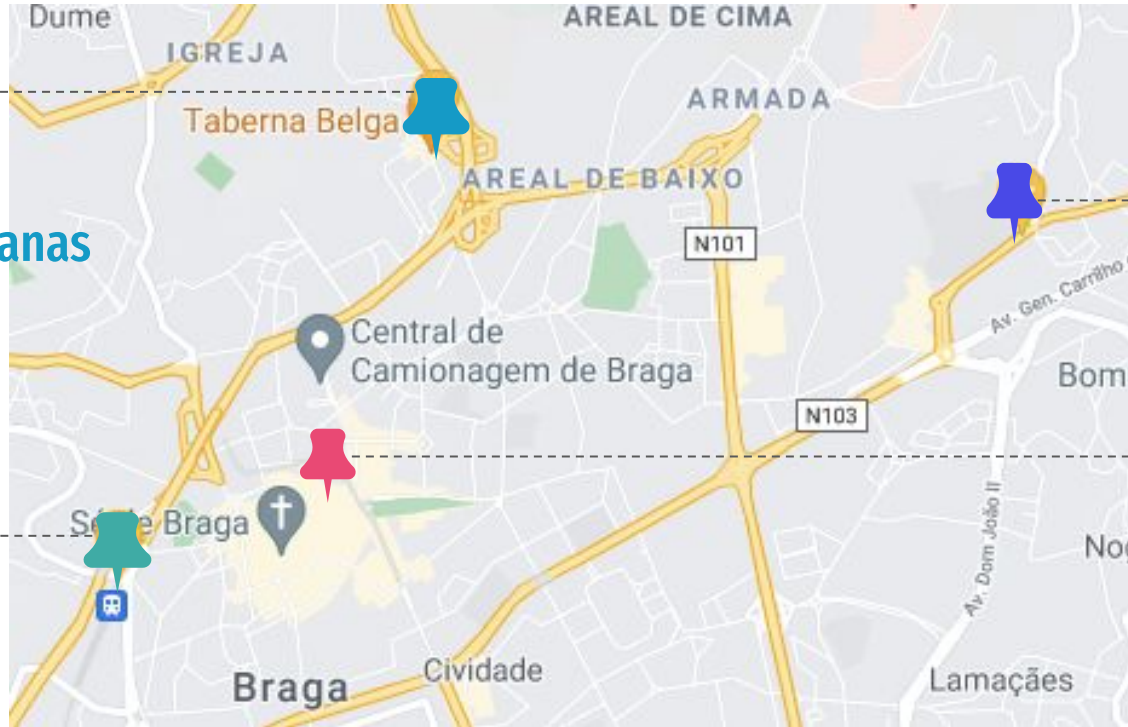 Dume
AREAL DE CIMA
IGREJA
ARMADA
Taberna Belga
AREAL DE BAIXO
anas
N101
Av. Gen. Carrilho
Central de
Camionagem de Braga
Bom
N103
Braga
Av. Dom João II
Braga
Cividade
Lamaçães